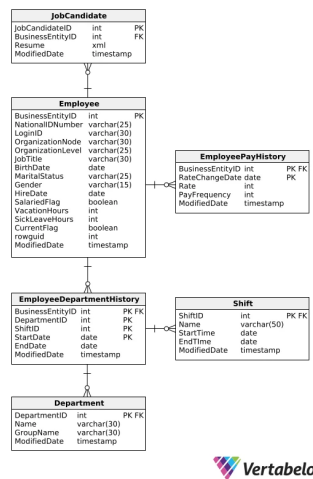 JobCandidate
JobCandidateID int PK
BusinessEntityID int FK
Resume xml
ModifiedDate timestamp
Employee
BusinessEntityID int PK
NationalIDNumber varchar(25)
LoginID varchar(30)
OrganizationNode varchar(30)
OrganizationLevel varchar(25)
JobTitle varchar(30)
BirthDate date
MaritalStatus varchar(25)
Gender varchar(15)
HireDate date
SalariedFlag boolean
VacationHours int
SickLeaveHours int
CurrentFlag boolean
rowguid int
ModifiedDate timestamp
EmployeePayHistory
BusinessEntityID int PK FK
RateChangeDate date PK
Rate int
PayFrequency int
ModifiedDate timestamp
EmployeeDepartmentHistory
BusinessEntityID int PK FK
DepartmentID int PK
ShiftID int PK
StartDate date PK
EndDate date
ModifiedDate timestamp
Shift
ShiftID int PK FK
Name varchar(50)
StartTime date
EndTIme date
ModifiedDate timestamp
Department
DepartmentID int PK FK
Name varchar(30)
GroupName varchar(30)
ModifiedDate timestamp
Vertabelo